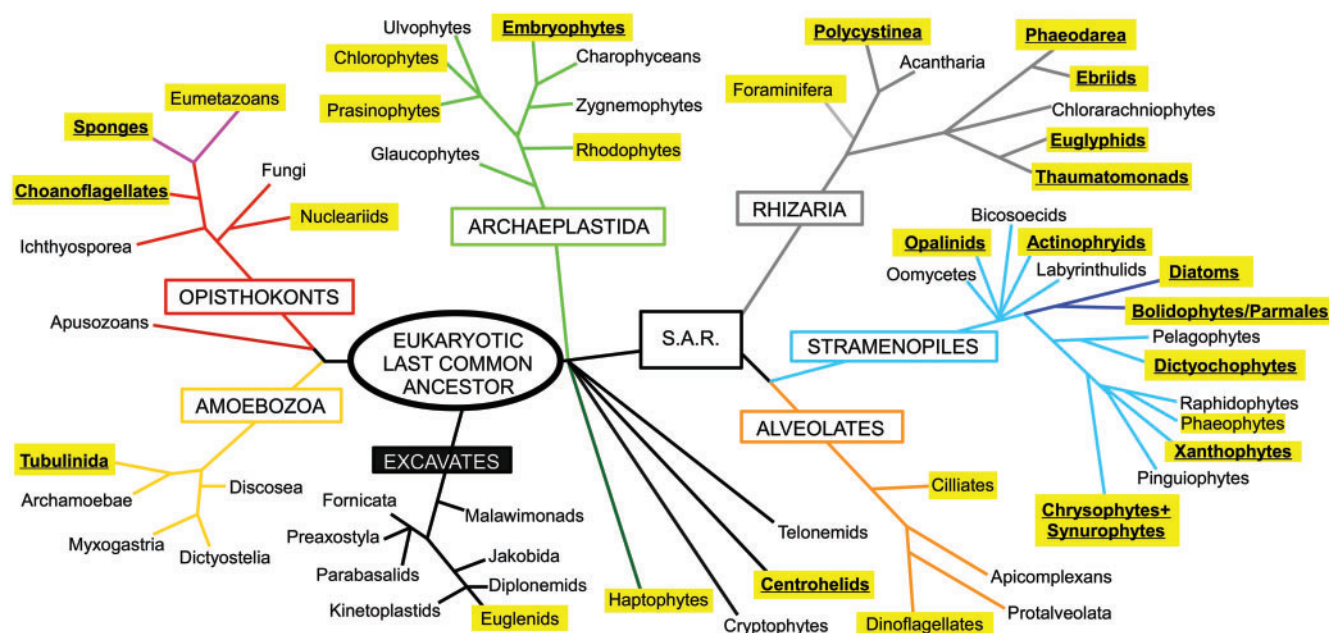 Ulvophytes
Embryophytes
Polycystinea
Phaeodarea
Chlorophytes
Charophyceans
Acantharia
Ebriids
Eumetazoans
Foraminifera
Prasinophytes
Zygnemophytes
Chlorarachniophytes
Sponges
Glaucophytes
Rhodophytes
Euglyphids
Fungi
Thaumatomonads
Choanoflagellates
Nucleariids
ARCHAEPLASTIDA
RHIZARIA
Bicosoecids
Ichthyosporea
Opalinids
Actinophryids
Oomycetes
Labyrinthulids
Diatoms
OPISTHOKONTS
Bolidophytes/Parmales
Apusozoans
EUKARYOTIC
LAST COMMON
ANCESTOR
S.A.R.
STRAMENOPILES
Pelagophytes
Dictyochophytes
AMOEBOZOA
ALVEOLATES
Raphidophytes
Phaeophytes
Xanthophytes
Tubulinida
EXCAVATES
Pinguiophytes
Archamoebae
Discosea
Fornicata
Malawimonads
Cilliates
Chrysophytes+
Synurophytes
Myxogastria
Dictyostelia
Preaxostyla
Telonemids
Parabasalids
Jakobida
Centrohelids
Apicomplexans
Diplonemids
Kinetoplastids
Euglenids
Haptophytes
Cryptophytes
Dinoflagellates
Protalveolata